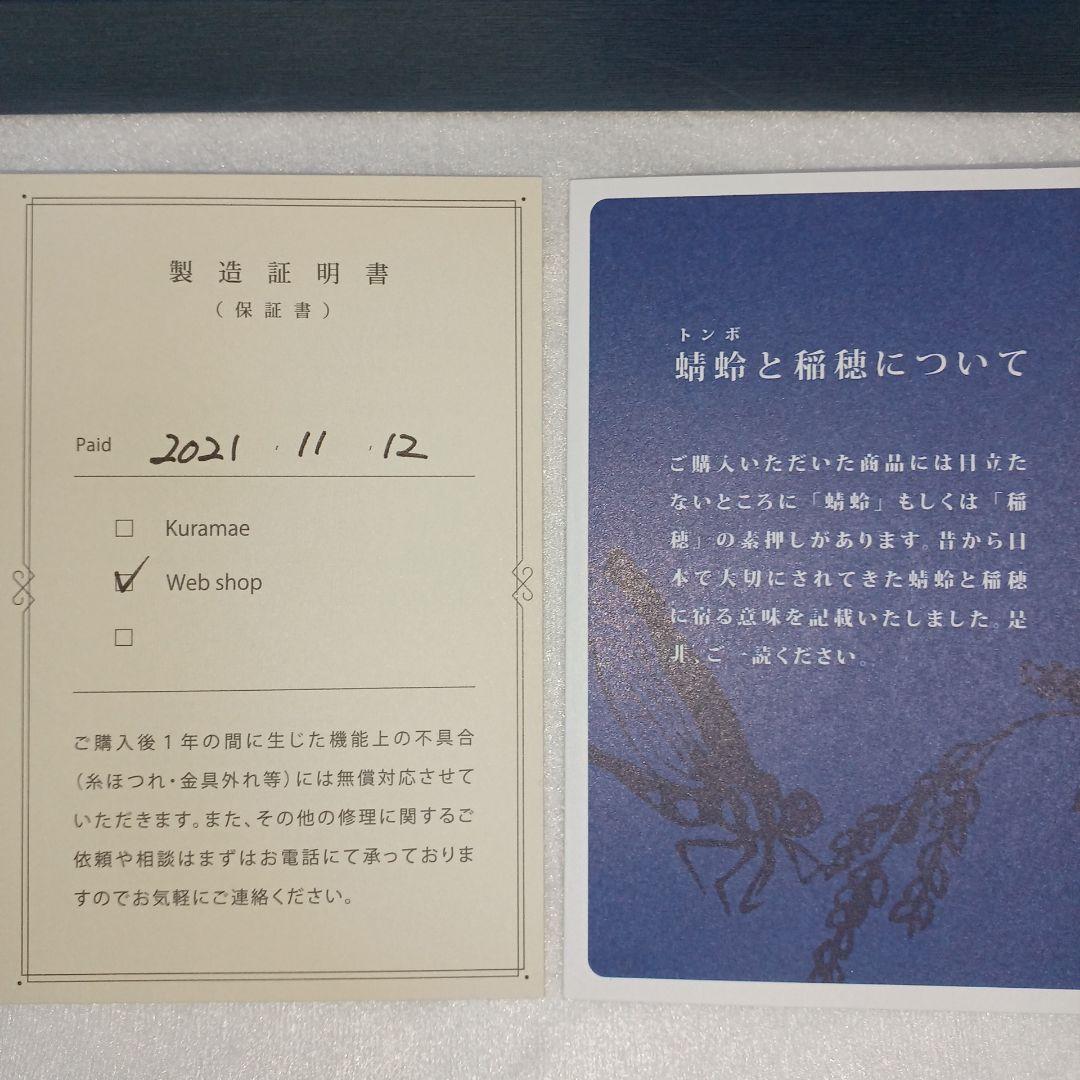 製造証明書
（保証書）
Paid 2021 . 11 . 12
Kuramae
Web shop
ご購入後1年の間に生じた機能上の不具合
（糸ほつれ・金具外れ等）には無償対応させて
いただきます。また、その他の修理に関するご
依頼や相談はまずはお電話にて承っておりま
すのでお気軽にご連絡ください。
トンボ
蜻蛉と稲穂について
ご購入いただいた商品には目立た
ないところに「蜻蛉」もしくは「稲
穂」の素押しがあります。昔から日
本で大切にされてきた蜻蛉と稲穂
に宿る意味を記載いたしました。是
非、ご一読ください。